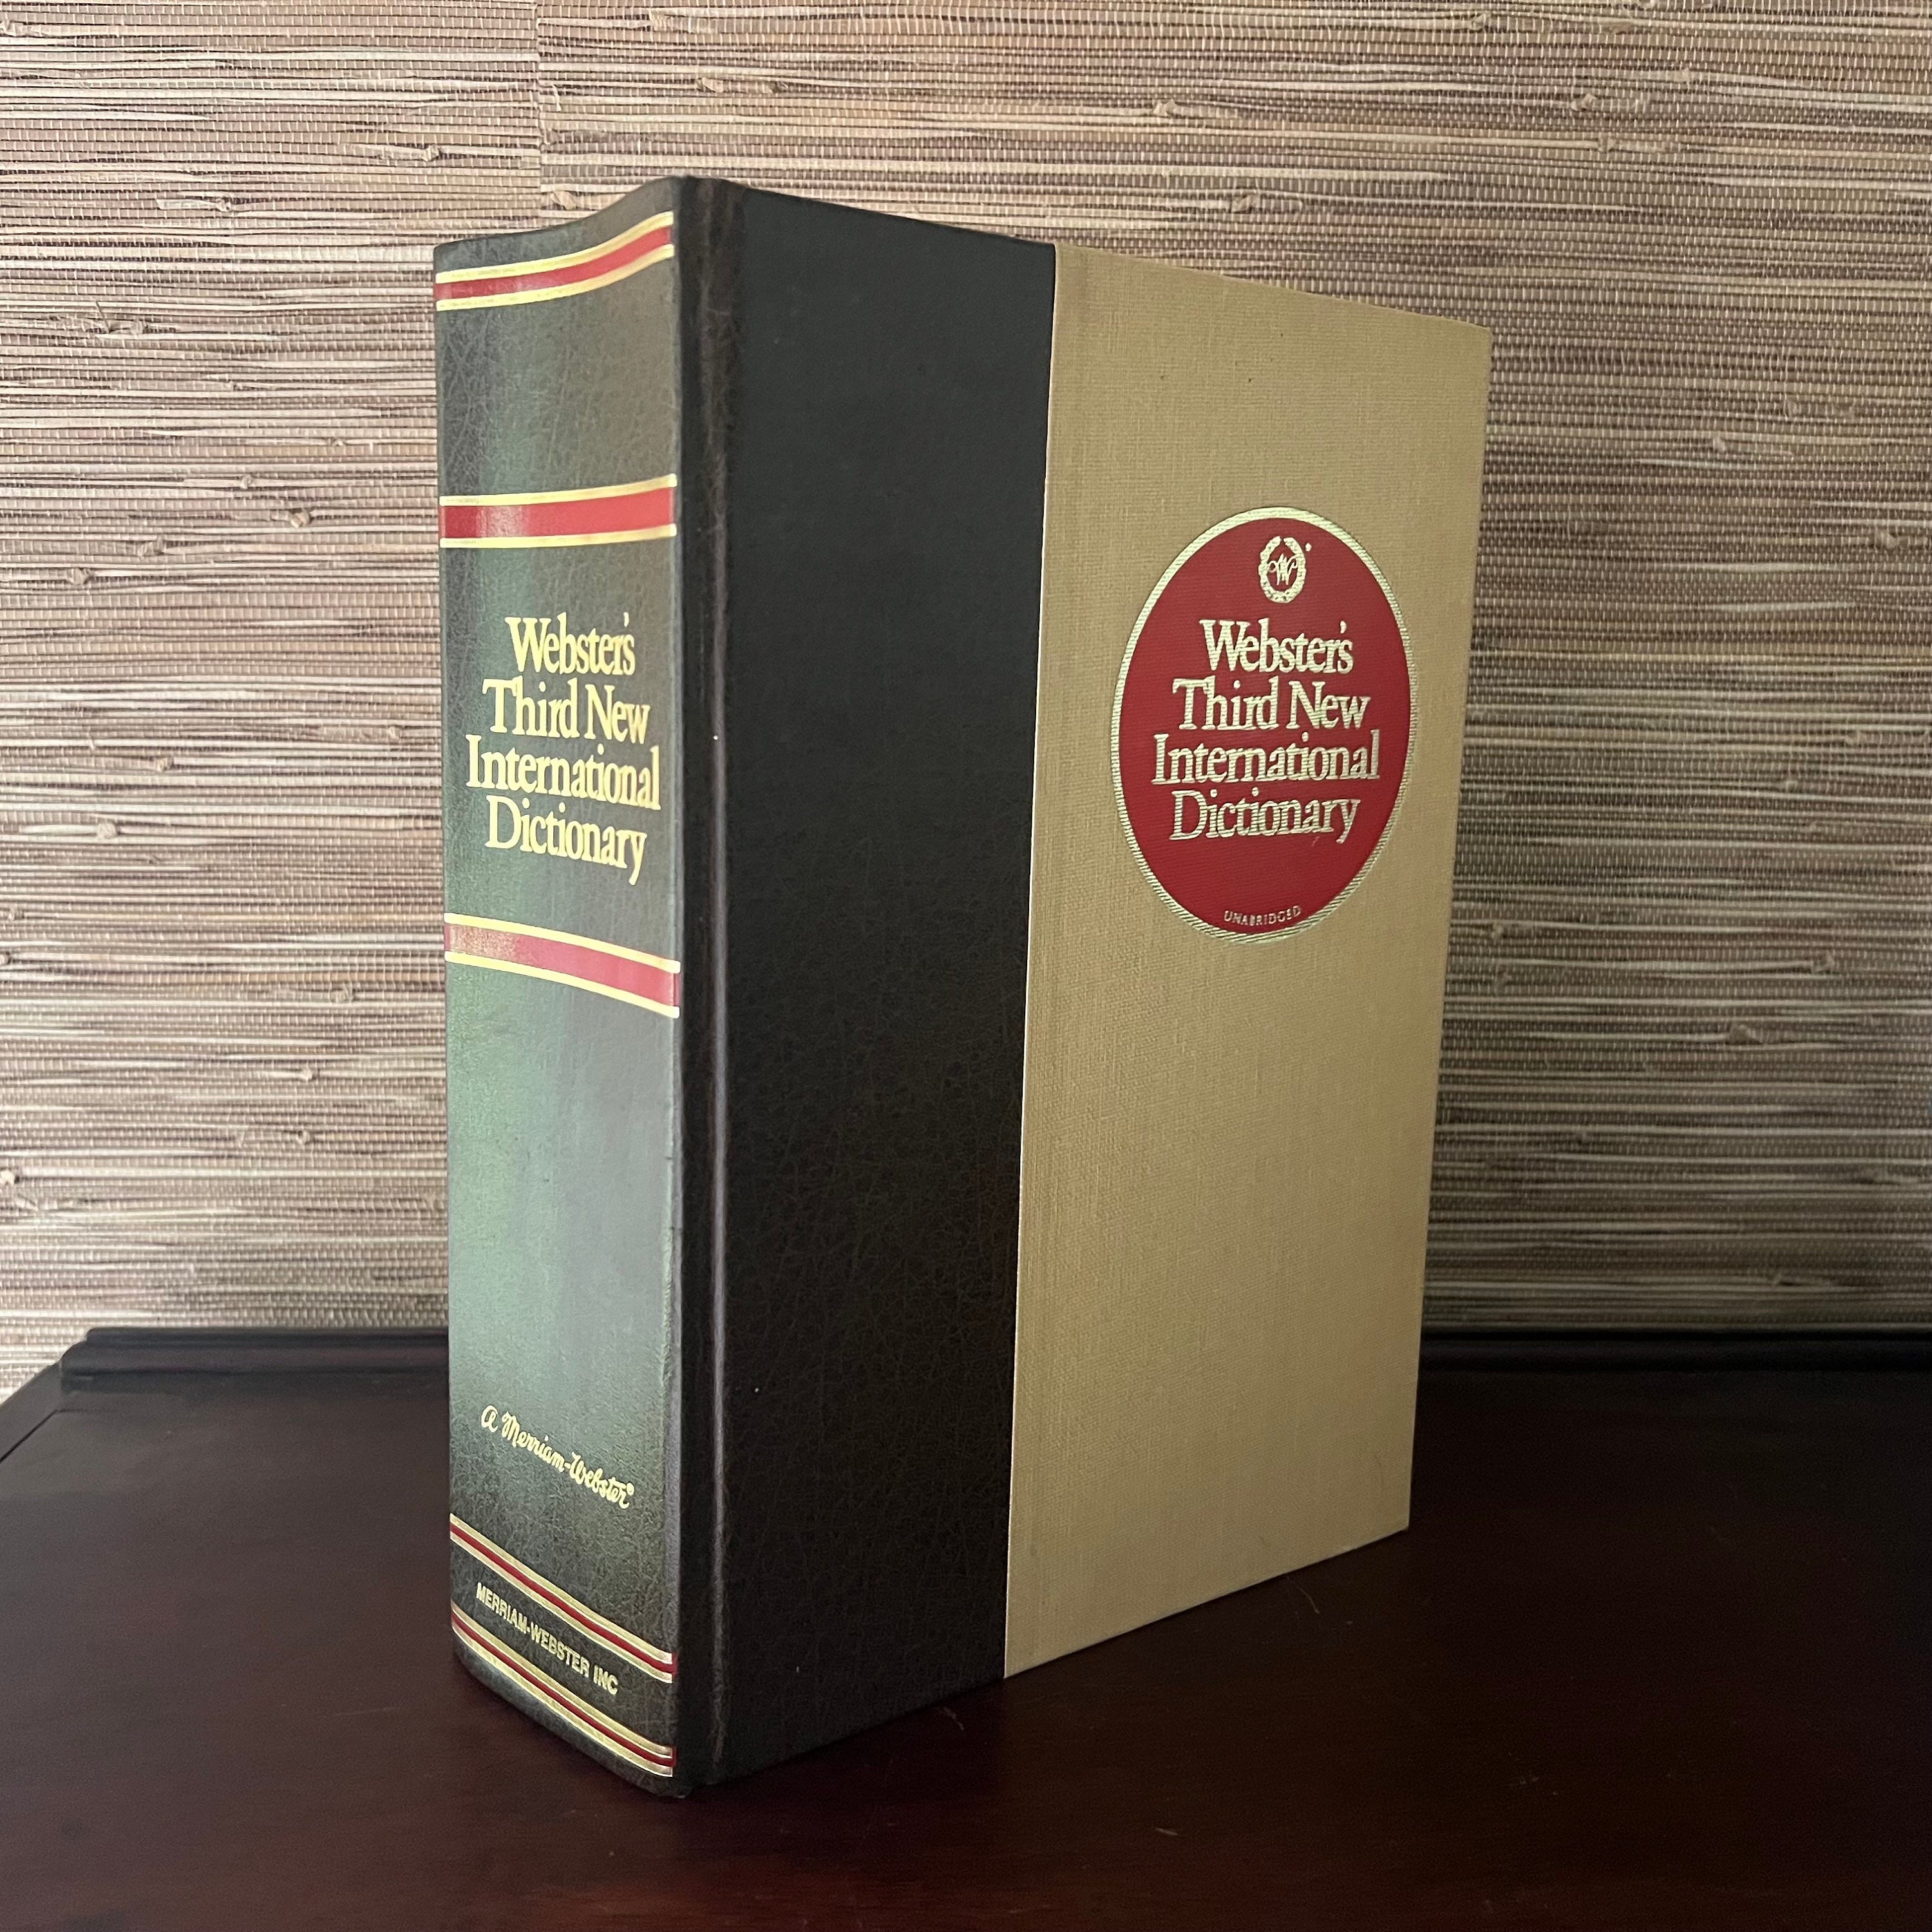 Webster's
Third New
International
Dictionary
a Merriam-Webster®
MERRIAM-WEBSTER INC
W
Webster's
Third New
International
Dictionary
UNABRIDGED